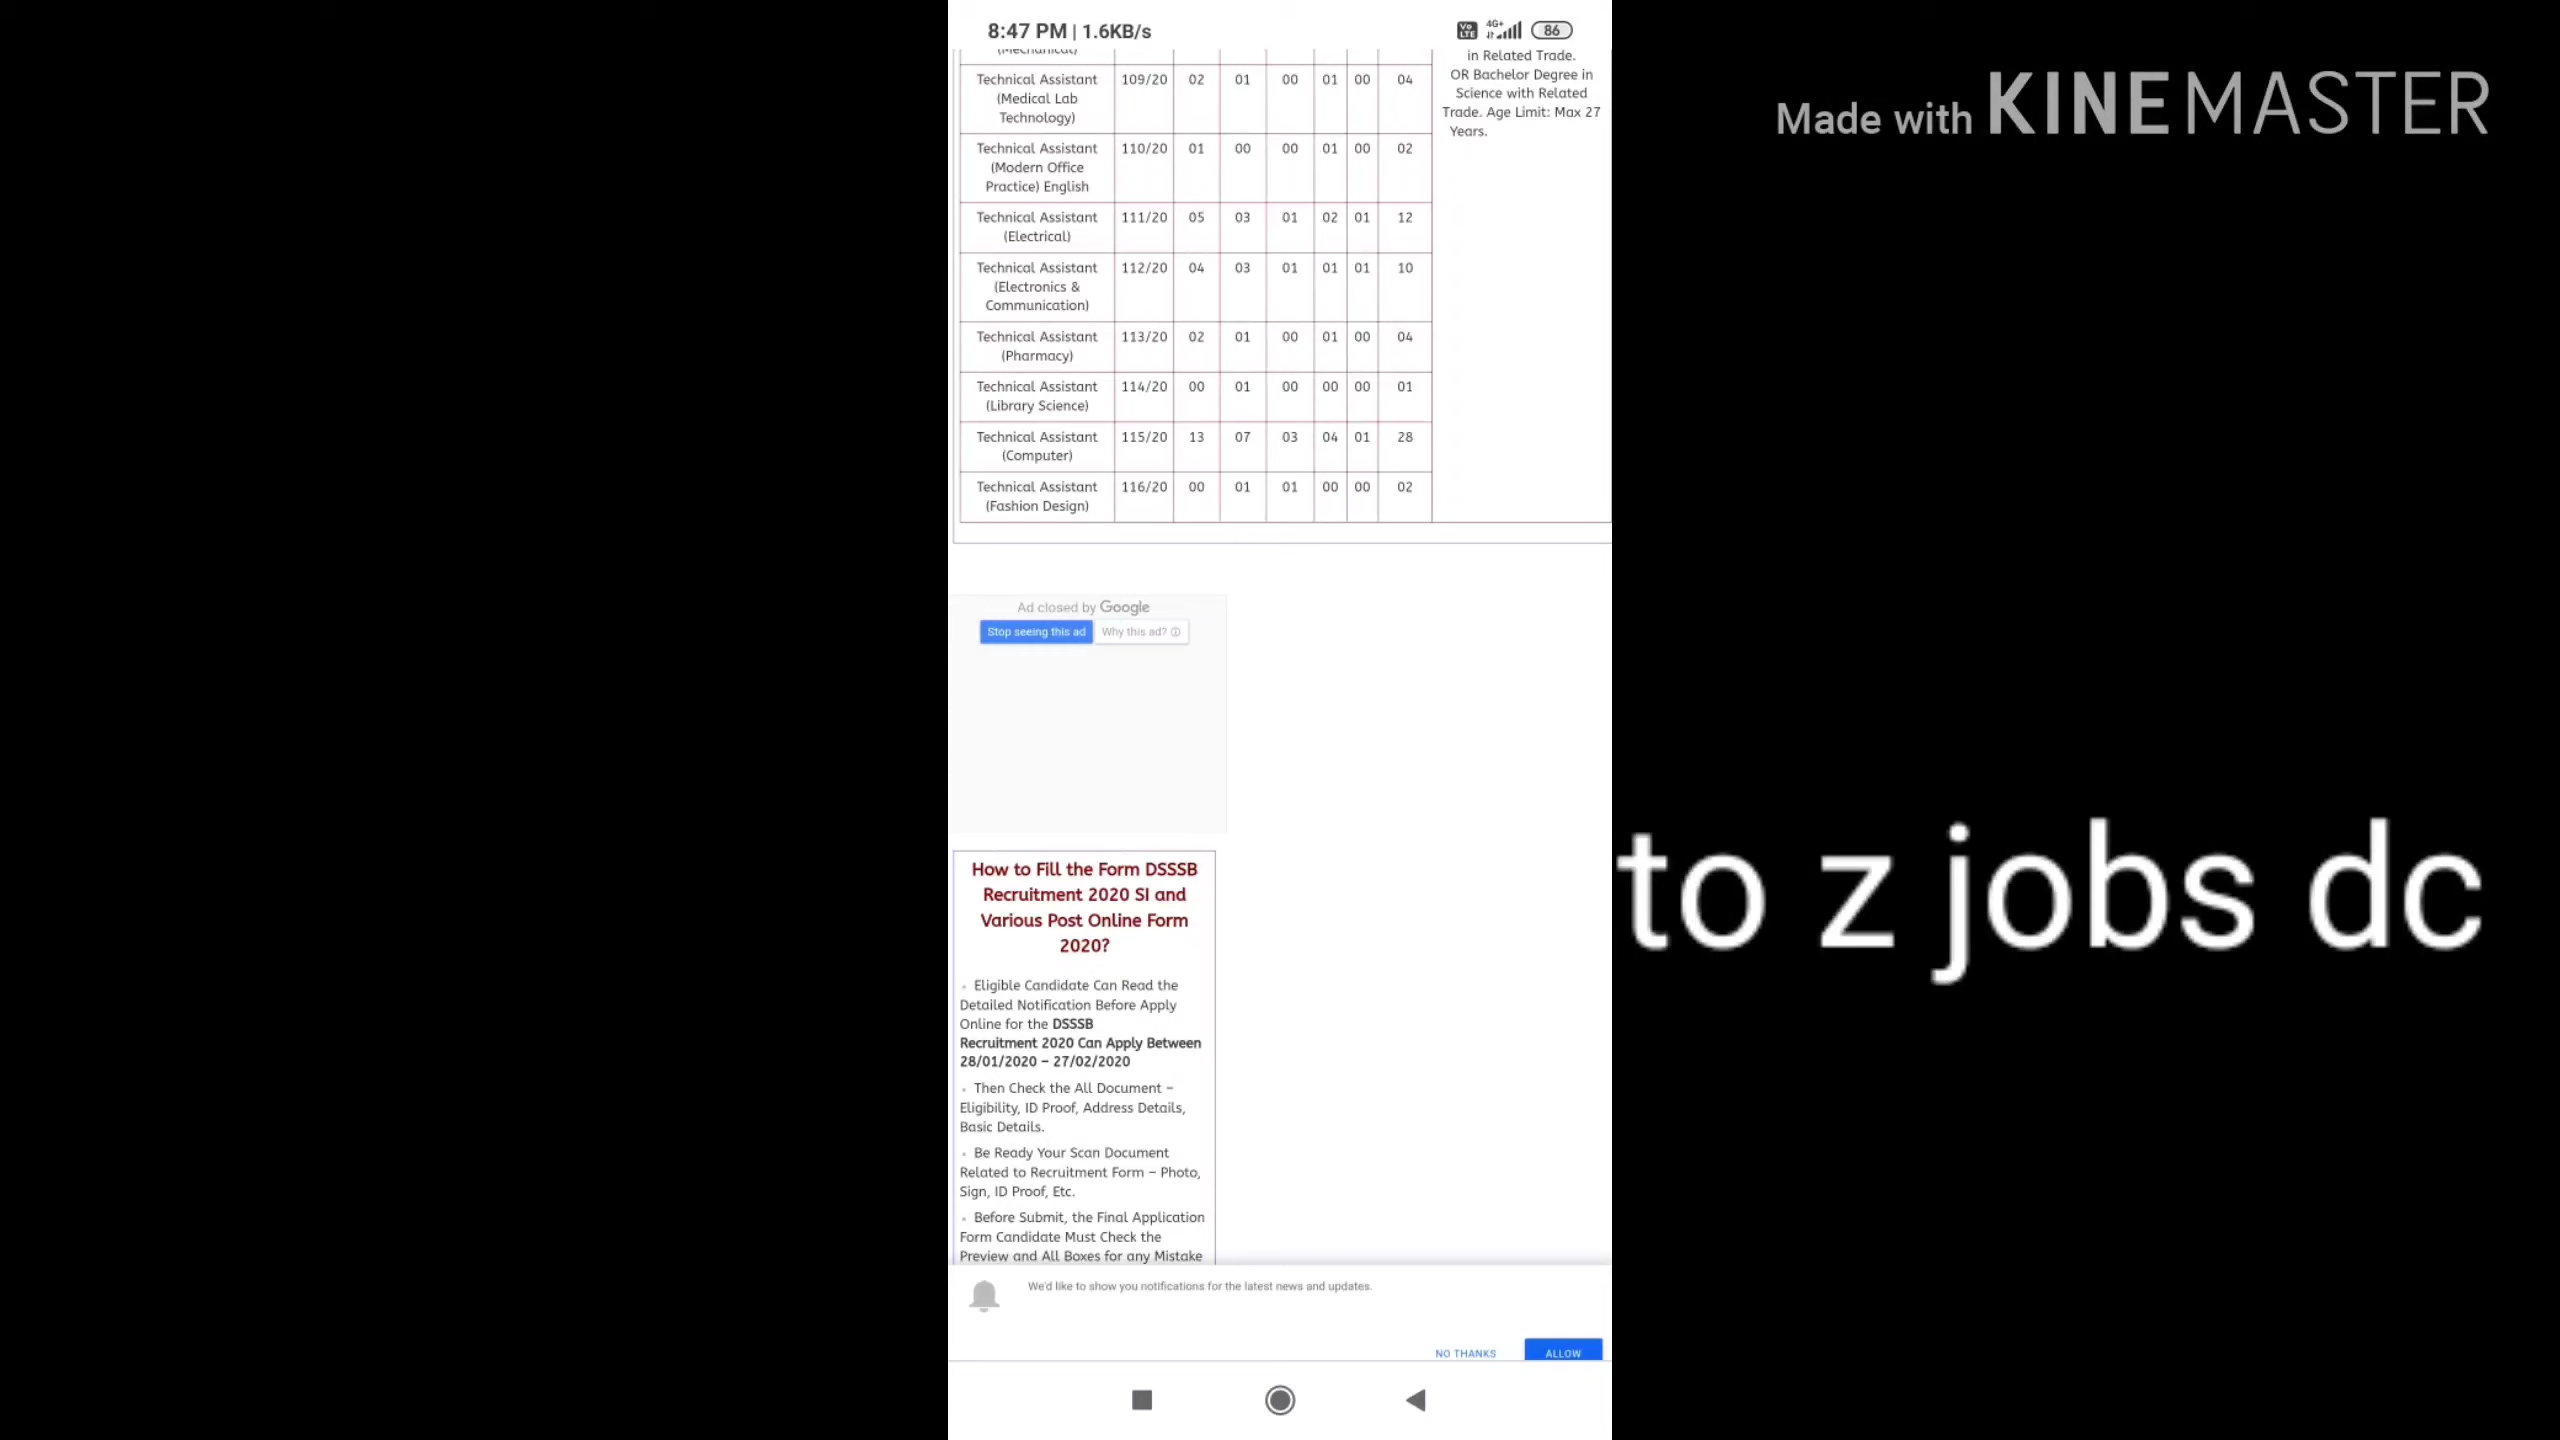 8:47 PM | 1.6KB/s
Vo LTE 4G+ 86
Made with KINEMASTER
(Mechanical)
in Related Trade.
OR Bachelor Degree in
Science with Related
Trade. Age Limit: Max 27
Years.
Technical Assistant 109/20 02 01 00 01 00 04
(Medical Lab
Technology)
Technical Assistant 110/20 01 00 00 01 00 02
(Modern Office
Practice) English
Technical Assistant 111/20 05 03 01 02 01 12
(Electrical)
Technical Assistant 112/20 04 03 01 01 01 10
(Electronics &
Communication)
Technical Assistant 113/20 02 01 00 01 00 04
(Pharmacy)
Technical Assistant 114/20 00 01 00 00 00 01
(Library Science)
Technical Assistant 115/20 13 07 03 04 01 28
(Computer)
Technical Assistant 116/20 00 01 01 00 00 02
(Fashion Design)
Ad closed by Google
Stop seeing this ad Why this ad?
to z jobs dc
How to Fill the Form DSSSB
Recruitment 2020 SI and
Various Post Online Form
2020?
Eligible Candidate Can Read the
Detailed Notification Before Apply
Online for the DSSSB
Recruitment 2020 Can Apply Between
28/01/2020 – 27/02/2020
Then Check the All Document –
Eligibility, ID Proof, Address Details,
Basic Details.
Be Ready Your Scan Document
Related to Recruitment Form – Photo,
Sign, ID Proof, Etc.
Before Submit, the Final Application
Form Candidate Must Check the
Preview and All Boxes for any Mistake
We'd like to show you notifications for the latest news and updates.
NO THANKS ALLOW